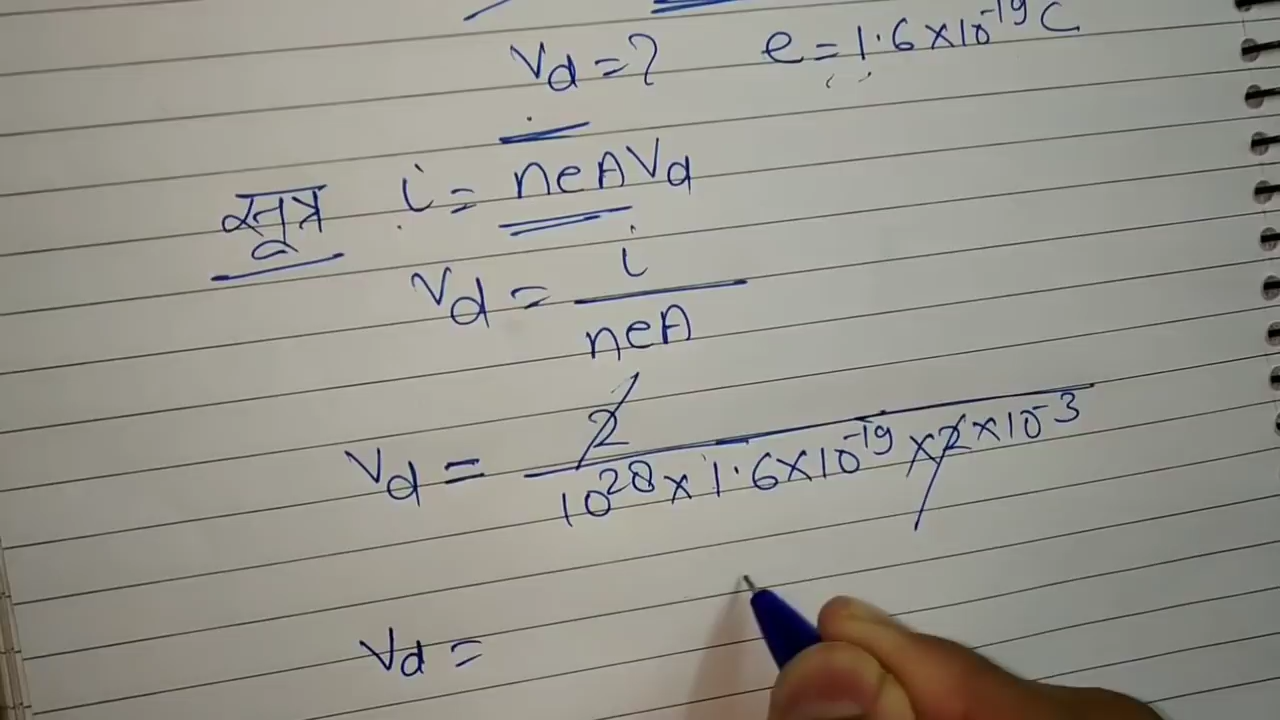 Vd = ? e = 1.6 × 10⁻¹⁹ C
सूत्र i = neAVd
Vd = i / neA
Vd = 2 / 10²⁸ × 1.6 × 10⁻¹⁹ × 2 × 10⁻³
Vd =